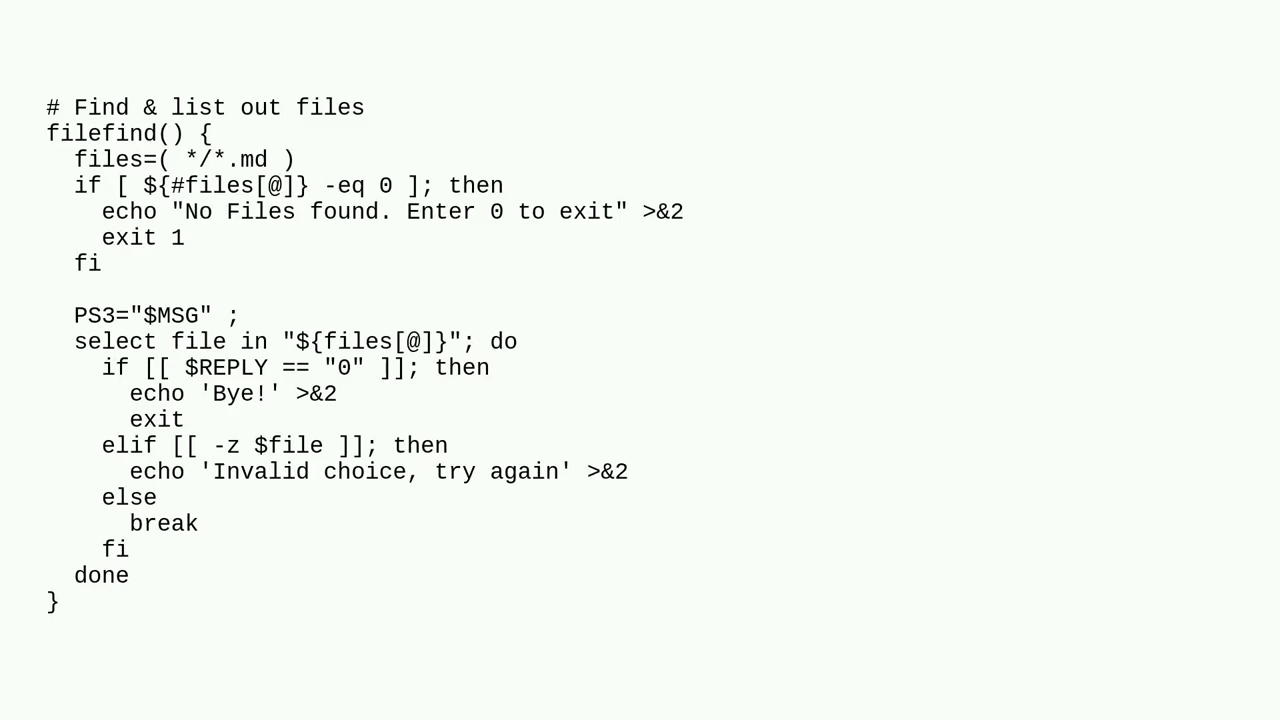 # Find & list out files
filefind() {
  files=( */*.md )
  if [ ${#files[@]} -eq 0 ]; then
    echo "No Files found. Enter 0 to exit" >&2
    exit 1
  fi

  PS3="$MSG" ;
  select file in "${files[@]}"; do
    if [[ $REPLY == "0" ]]; then
      echo 'Bye!' >&2
      exit
    elif [[ -z $file ]]; then
      echo 'Invalid choice, try again' >&2
    else
      break
    fi
  done
}